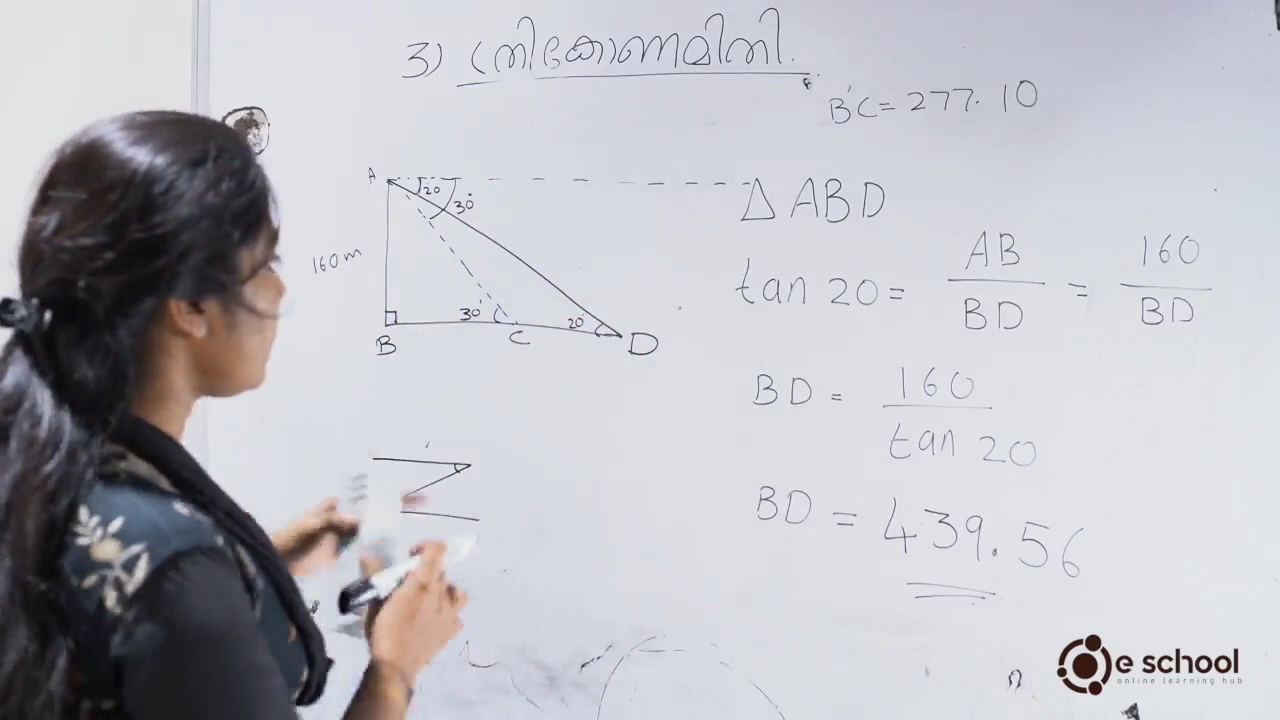 3) ത്രികോണമിതി
BC = 277.10
A
20
30°
160 m
30°
20°
B
C
D
Δ ABD
tan 20 = AB/BD = 160/BD
BD = 160/tan 20
BD = 439.56
e school
online learning hub